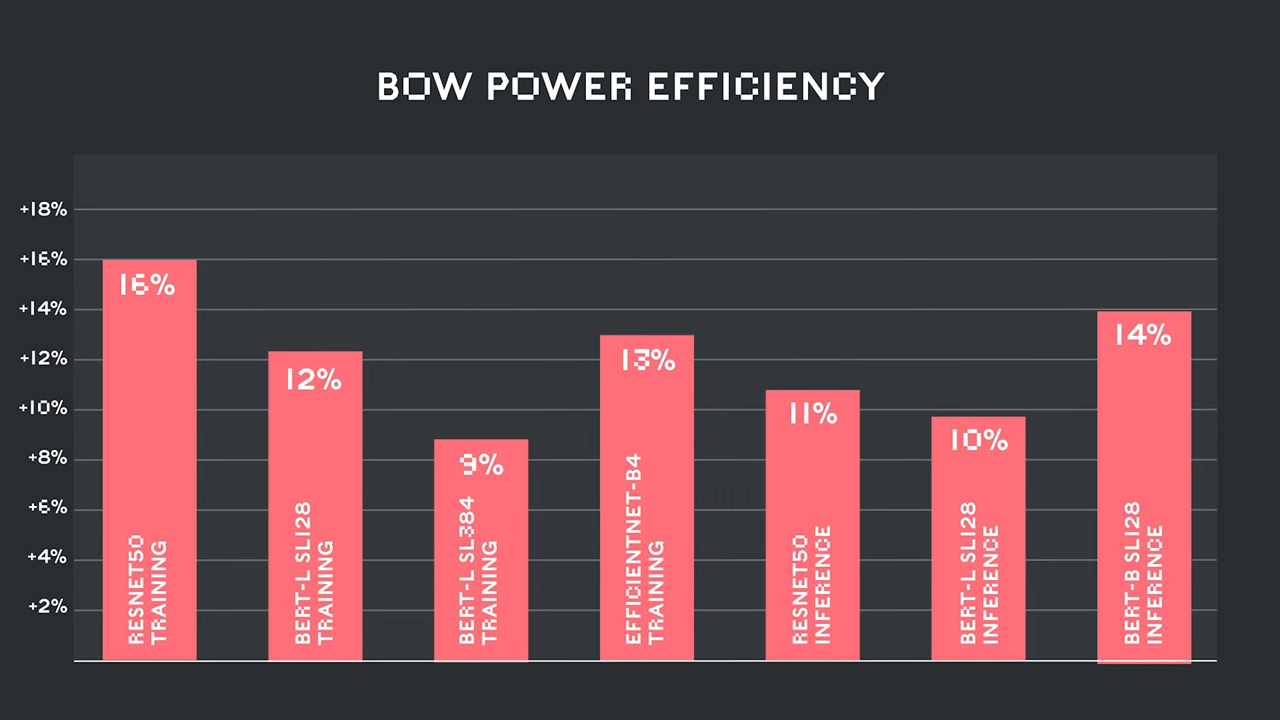 BOW POWER EFFICIENCY
+18%
+16%
+14%
+12%
+10%
+8%
+6%
+4%
+2%
16%
RESNET50
TRAINING
12%
BERT-L SL128
TRAINING
9%
BERT-L SL384
TRAINING
13%
EFFICIENTNET-B4
TRAINING
11%
RESNET50
INFERENCE
10%
BERT-L SL128
INFERENCE
14%
BERT-B SL128
INFERENCE